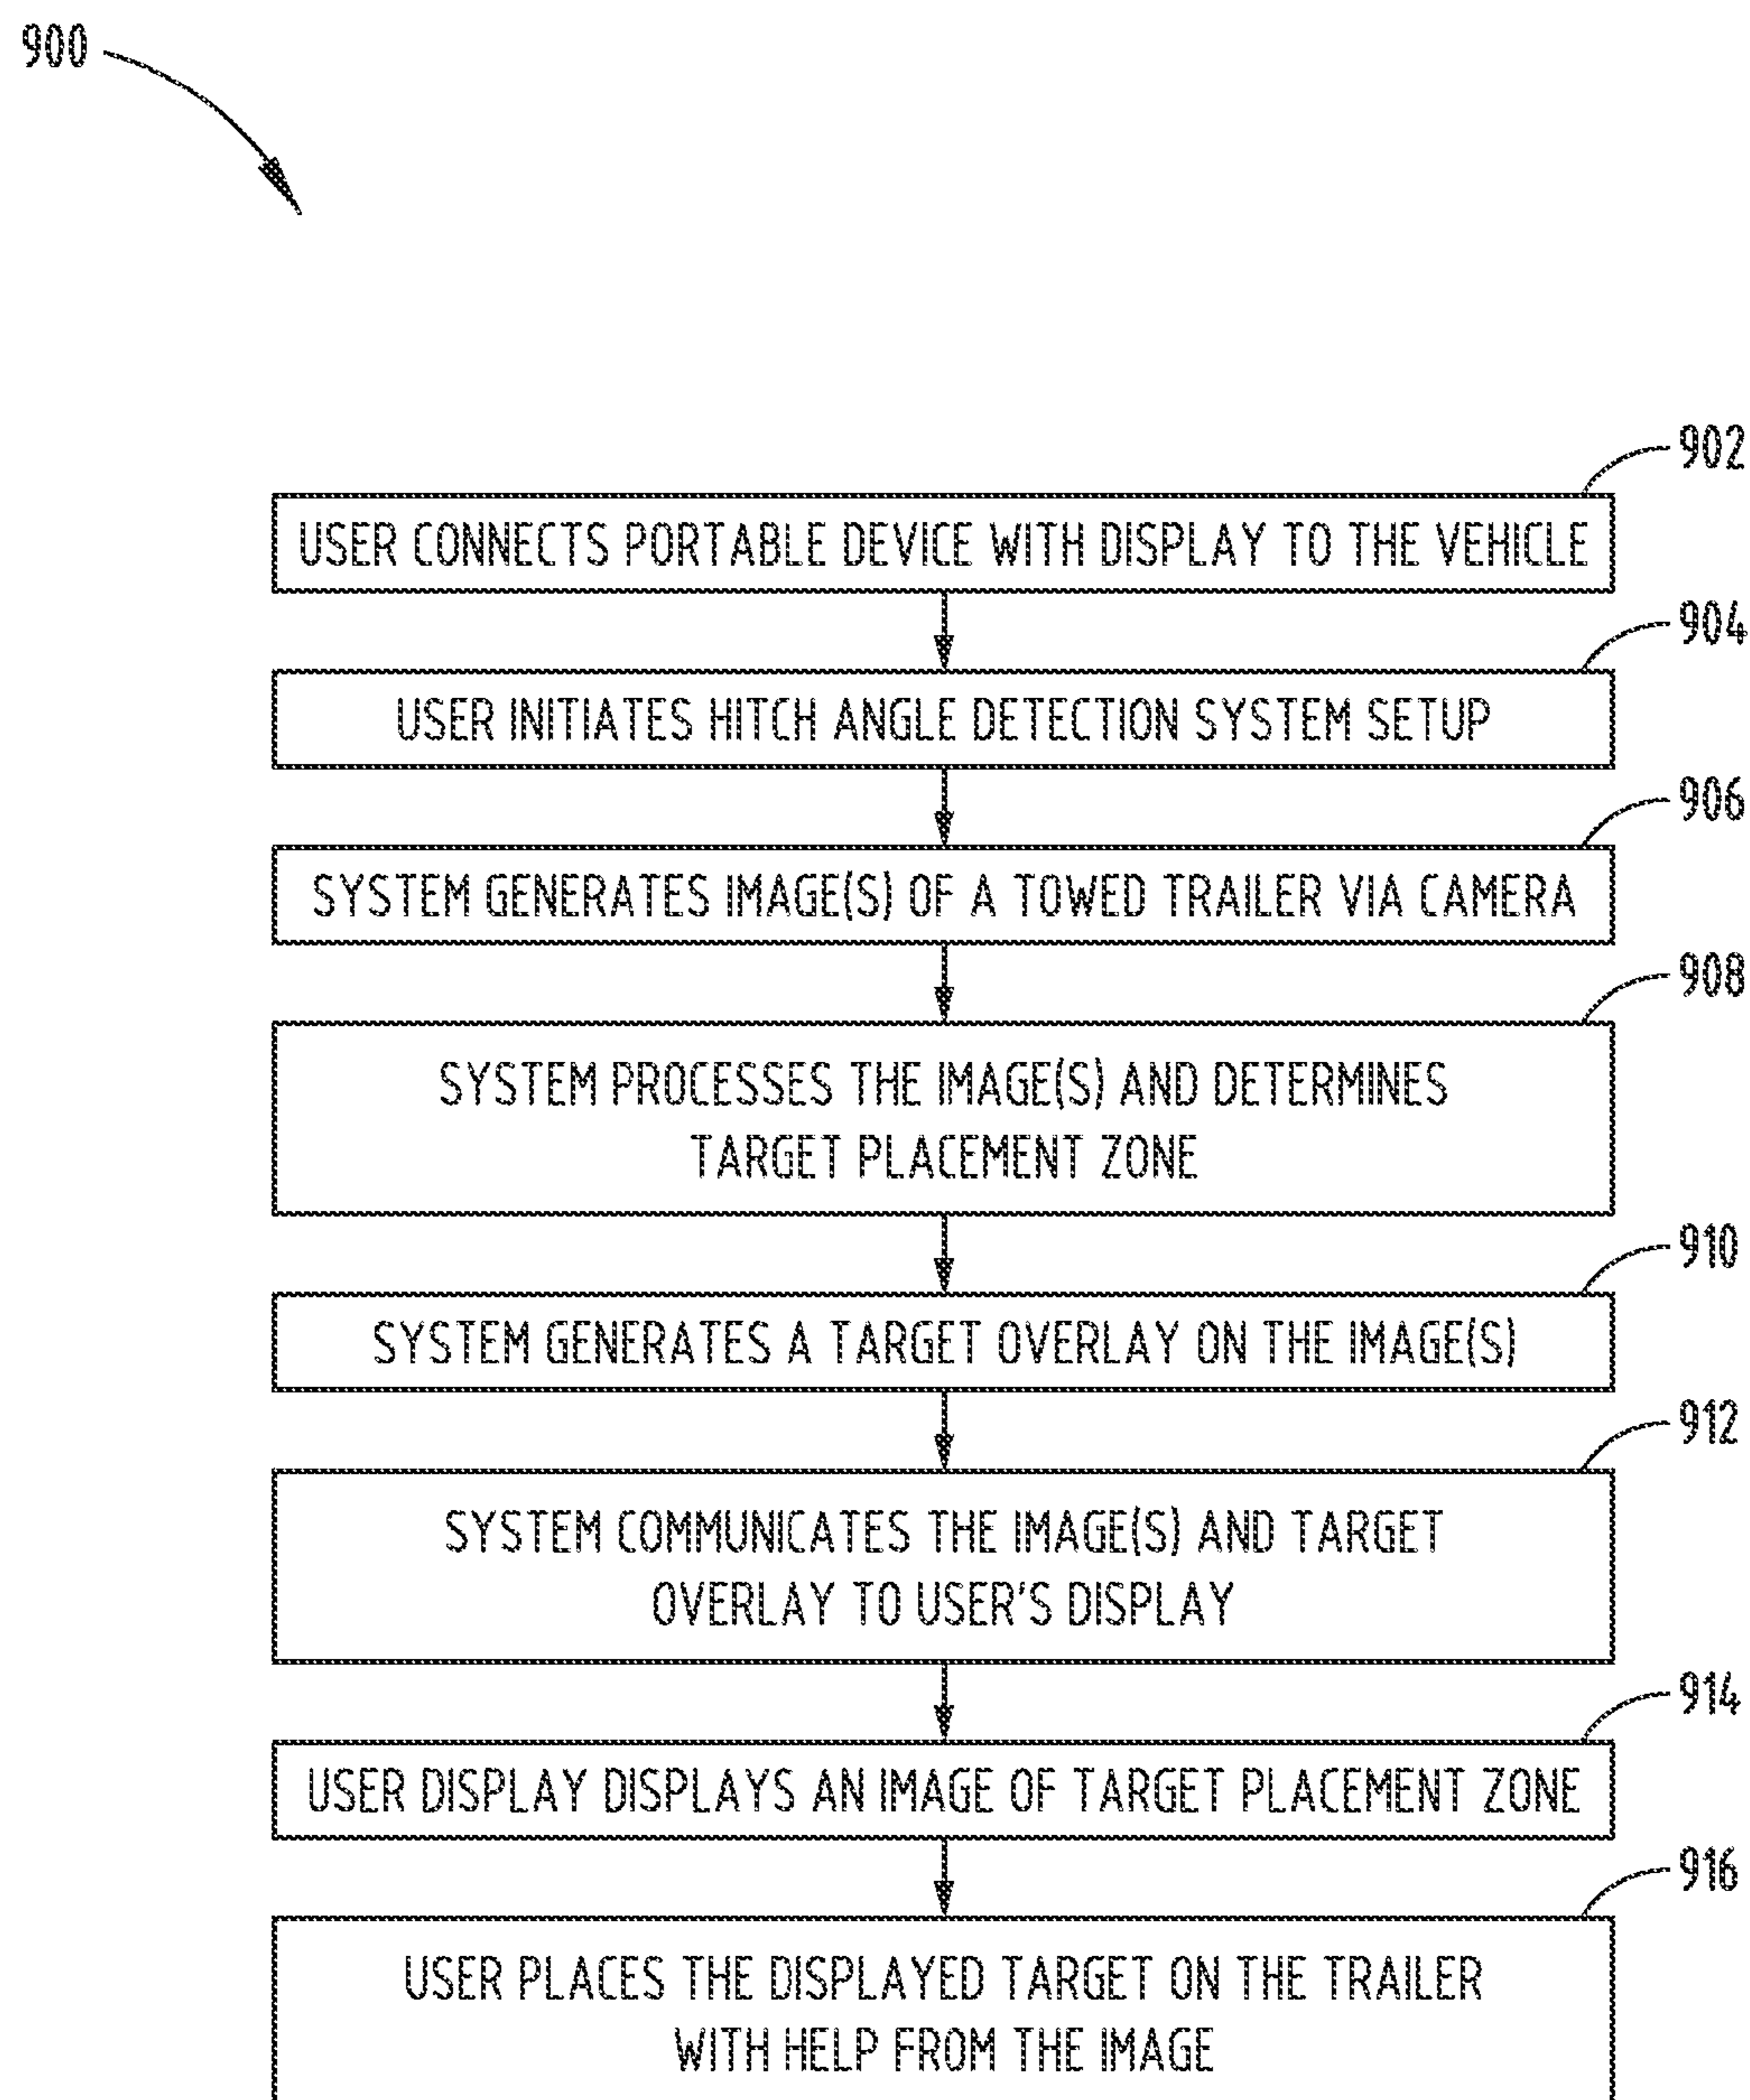 900
902
USER CONNECTS PORTABLE DEVICE WITH DISPLAY TO THE VEHICLE
904
USER INITIATES HITCH ANGLE DETECTION SYSTEM SETUP
906
SYSTEM GENERATES IMAGE(S) OF A TOWED TRAILER VIA CAMERA
908
SYSTEM PROCESSES THE IMAGE(S) AND DETERMINES
TARGET PLACEMENT ZONE
910
SYSTEM GENERATES A TARGET OVERLAY ON THE IMAGE(S)
912
SYSTEM COMMUNICATES THE IMAGE(S) AND TARGET
OVERLAY TO USER'S DISPLAY
914
USER DISPLAY DISPLAYS AN IMAGE OF TARGET PLACEMENT ZONE
916
USER PLACES THE DISPLAYED TARGET ON THE TRAILER
WITH HELP FROM THE IMAGE